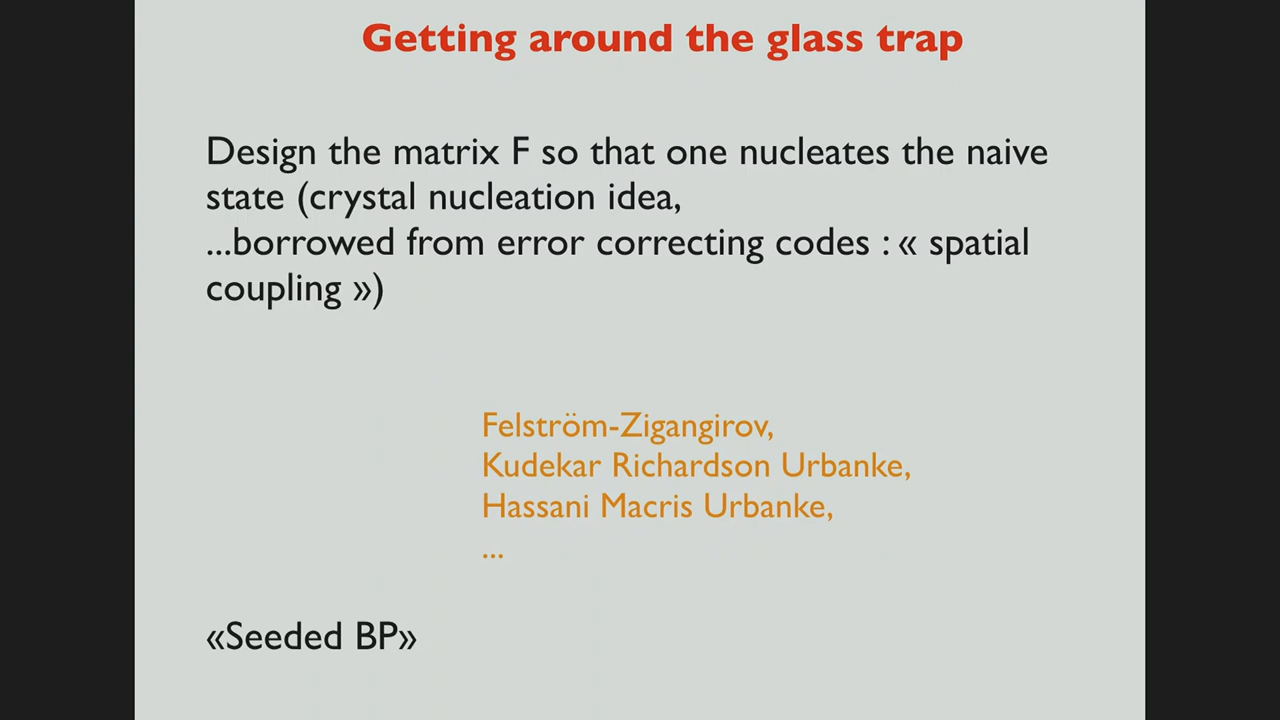 Getting around the glass trap
Design the matrix F so that one nucleates the naive
state (crystal nucleation idea,
...borrowed from error correcting codes : « spatial
coupling »)
Felström-Zigangirov,
Kudekar Richardson Urbanke,
Hassani Macris Urbanke,
...
«Seeded BP»